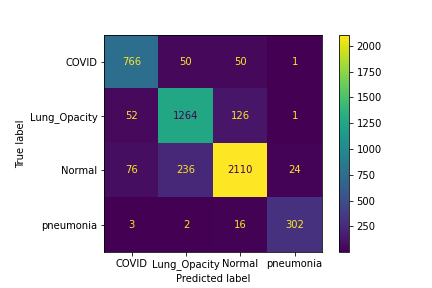 COVID 766 50 50 1
Lung_Opacity 52 1264 126 1
Normal 76 236 2110 24
pneumonia 3 2 16 302
COVID Lung_Opacity Normal pneumonia
Predicted label
True label
2000
1750
1500
1250
1000
750
500
250